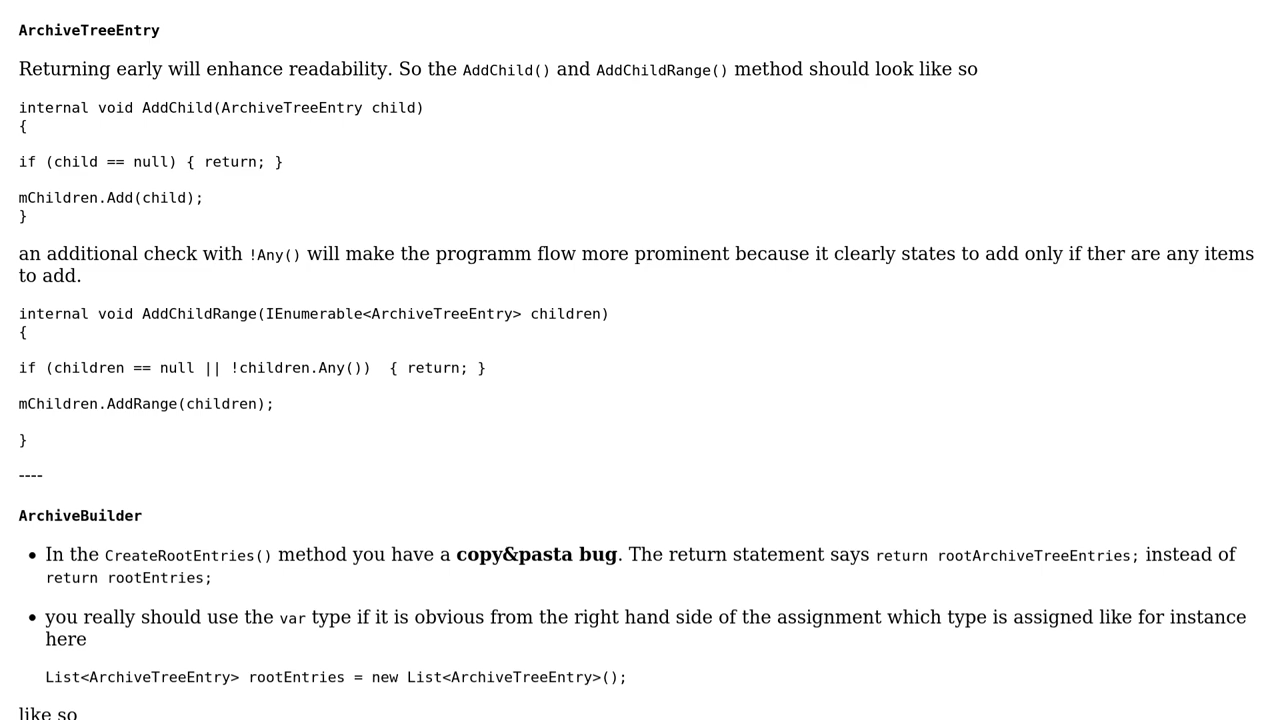 ArchiveTreeEntry
Returning early will enhance readability. So the AddChild() and AddChildRange() method should look like so
internal void AddChild(ArchiveTreeEntry child)
{
if (child == null) { return; }
mChildren.Add(child);
}
an additional check with !Any() will make the programm flow more prominent because it clearly states to add only if ther are any items
to add.
internal void AddChildRange(IEnumerable<ArchiveTreeEntry> children)
{
if (children == null || !children.Any())  { return; }
mChildren.AddRange(children);
}
----
ArchiveBuilder
• In the CreateRootEntries() method you have a copy&pasta bug. The return statement says return rootArchiveTreeEntries; instead of
return rootEntries;
• you really should use the var type if it is obvious from the right hand side of the assignment which type is assigned like for instance
here
List<ArchiveTreeEntry> rootEntries = new List<ArchiveTreeEntry>();
like so